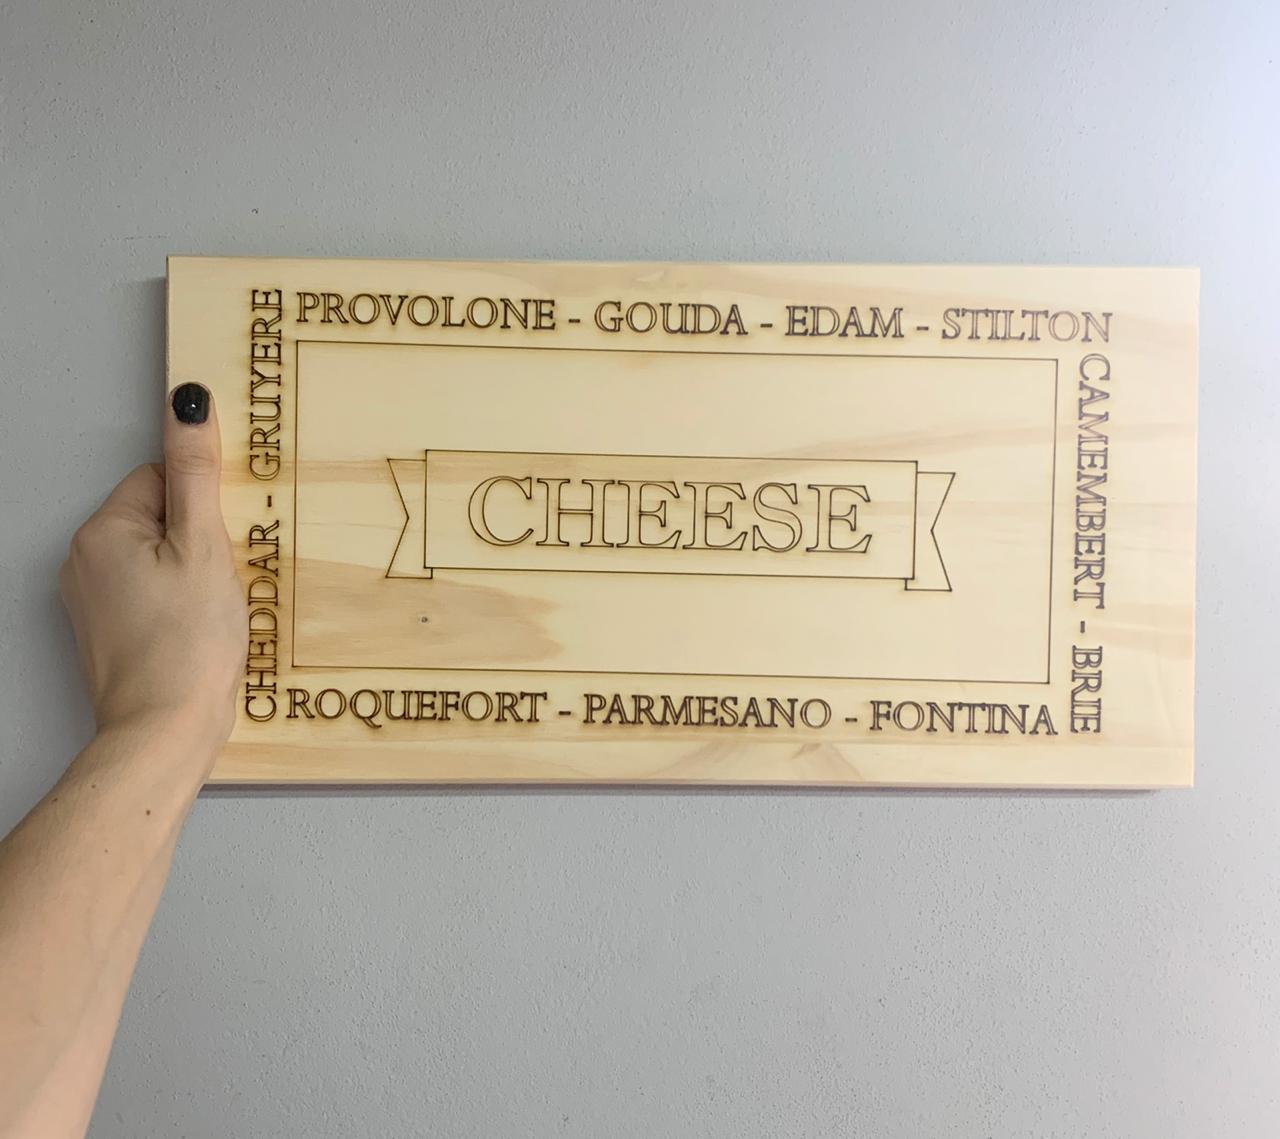 PROVOLONE - GOUDA - EDAM - STILTON
CAMEMBERT - BRIE
ROQUEFORT - PARMESANO - FONTINA
CHEDDAR - GRUYERE
CHEESE